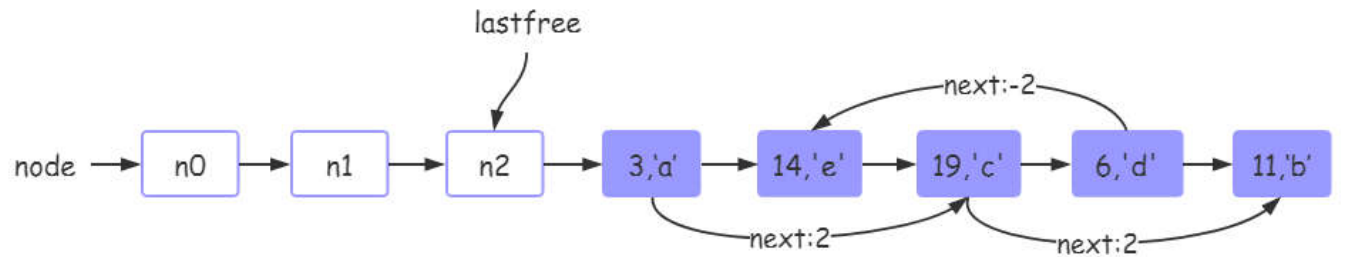 lastfree
next:-2
node
n0
n1
n2
3,'a'
14,'e'
19,'c'
6,'d'
11,'b'
next:2
next:2